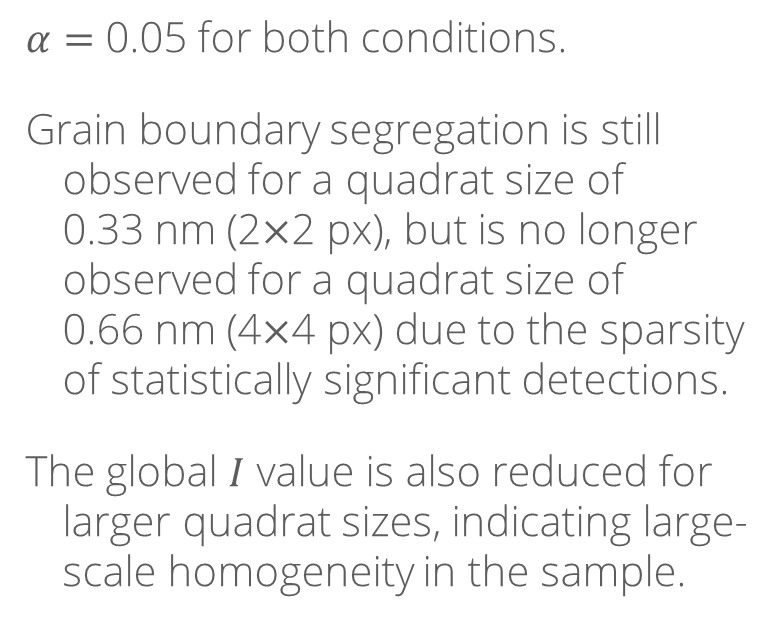 α = 0.05 for both conditions.
Grain boundary segregation is still
observed for a quadrat size of
0.33 nm (2×2 px), but is no longer
observed for a quadrat size of
0.66 nm (4×4 px) due to the sparsity
of statistically significant detections.
The global I value is also reduced for
larger quadrat sizes, indicating large-
scale homogeneity in the sample.